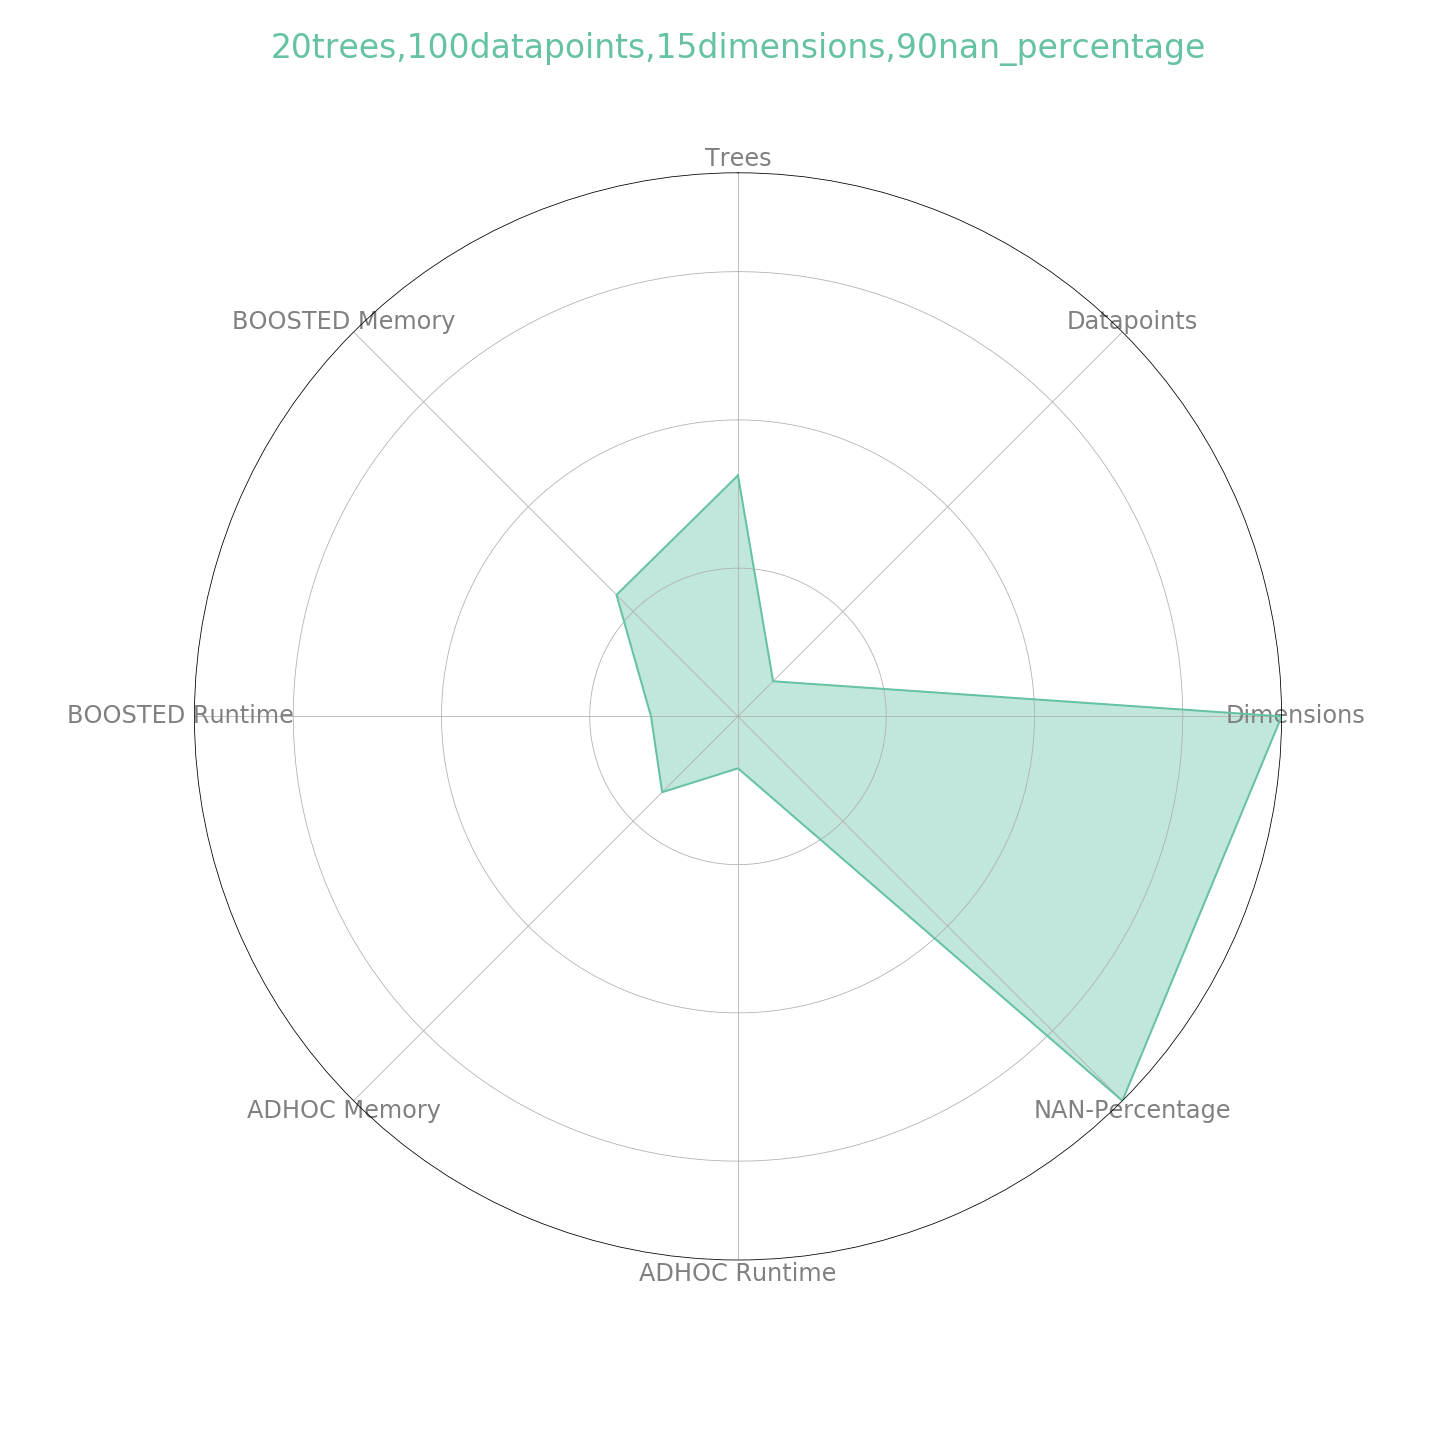 20trees,100datapoints,15dimensions,90nan_percentage
Trees
BOOSTED Memory
Datapoints
BOOSTED Runtime
Dimensions
ADHOC Memory
NAN-Percentage
ADHOC Runtime